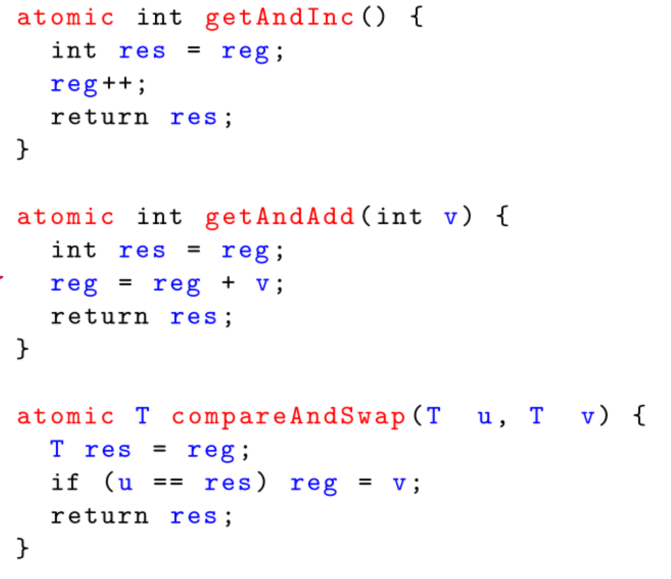 atomic int getAndInc() {
  int res = reg;
  reg++;
  return res;
}

atomic int getAndAdd(int v) {
  int res = reg;
  reg = reg + v;
  return res;
}

atomic T compareAndSwap(T u, T v) {
  T res = reg;
  if (u == res) reg = v;
  return res;
}